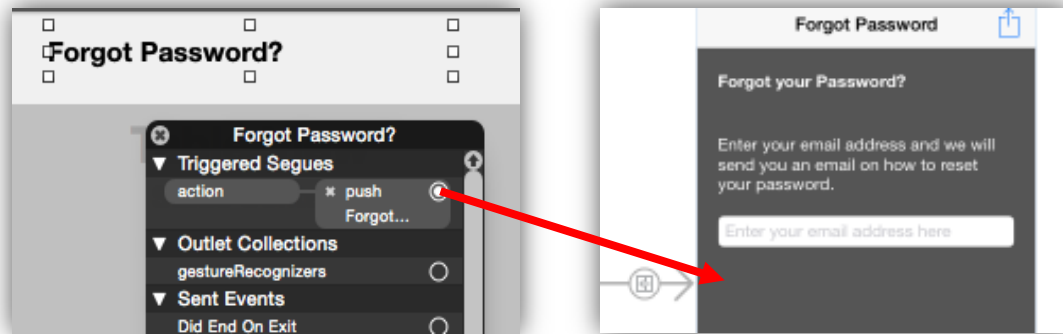 Forgot Password?
Forgot Password?
▼ Triggered Segues
action
push
Forgot...
▼ Outlet Collections
gestureRecognizers
▼ Sent Events
Did End On Exit
Forgot Password
Forgot your Password?
Enter your email address and we will
send you an email on how to reset
your password.
Enter your email address here